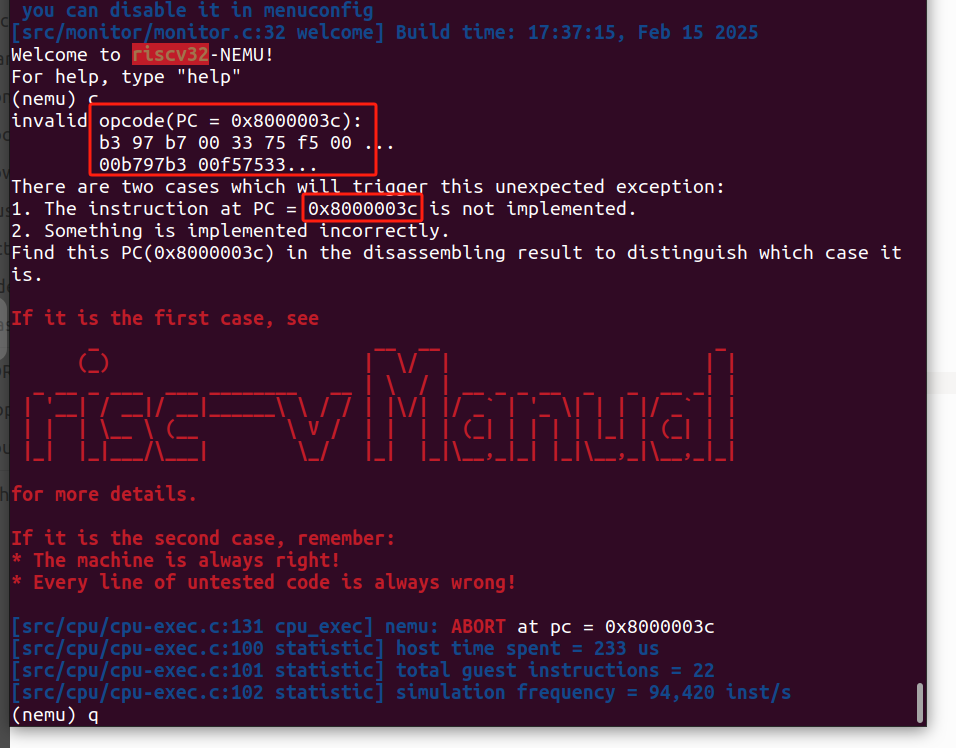 you can disable it in menuconfig
[src/monitor/monitor.c:32 welcome] Build time: 17:37:15, Feb 15 2025
Welcome to riscv32-NEMU!
For help, type "help"
(nemu) c
invalid opcode(PC = 0x8000003c):
b3 97 b7 00 33 75 f5 00 ...
00b797b3 00f57533...
There are two cases which will trigger this unexpected exception:
1. The instruction at PC = 0x8000003c is not implemented.
2. Something is implemented incorrectly.
Find this PC(0x8000003c) in the disassembling result to distinguish which case it
is.
If it is the first case, see
risc-v Manual
for more details.
If it is the second case, remember:
* The machine is always right!
* Every line of untested code is always wrong!
[src/cpu/cpu-exec.c:131 cpu_exec] nemu: ABORT at pc = 0x8000003c
[src/cpu/cpu-exec.c:100 statistic] host time spent = 233 us
[src/cpu/cpu-exec.c:101 statistic] total guest instructions = 22
[src/cpu/cpu-exec.c:102 statistic] simulation frequency = 94,420 inst/s
(nemu) q